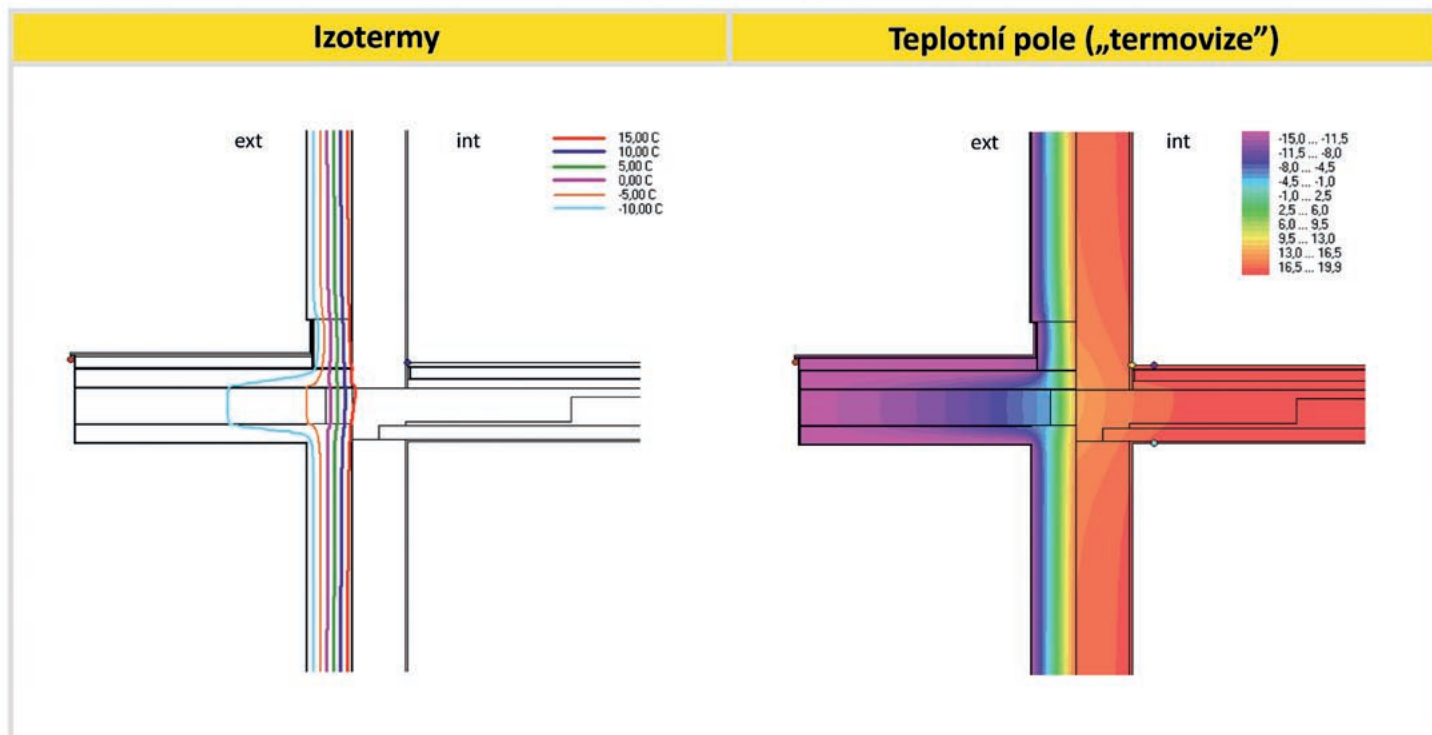 Izotermy
Teplotní pole („termovize”)
ext
int
15,00 C
10,00 C
5,00 C
0,00 C
-5,00 C
-10,00 C
ext
int
-15,0 ... -11,5
-11,5 ... -8,0
-8,0 ... -4,5
-4,5 ... -1,0
-1,0 ... 2,5
2,5 ... 6,0
6,0 ... 9,5
9,5 ... 13,0
13,0 ... 16,5
16,5 ... 19,9